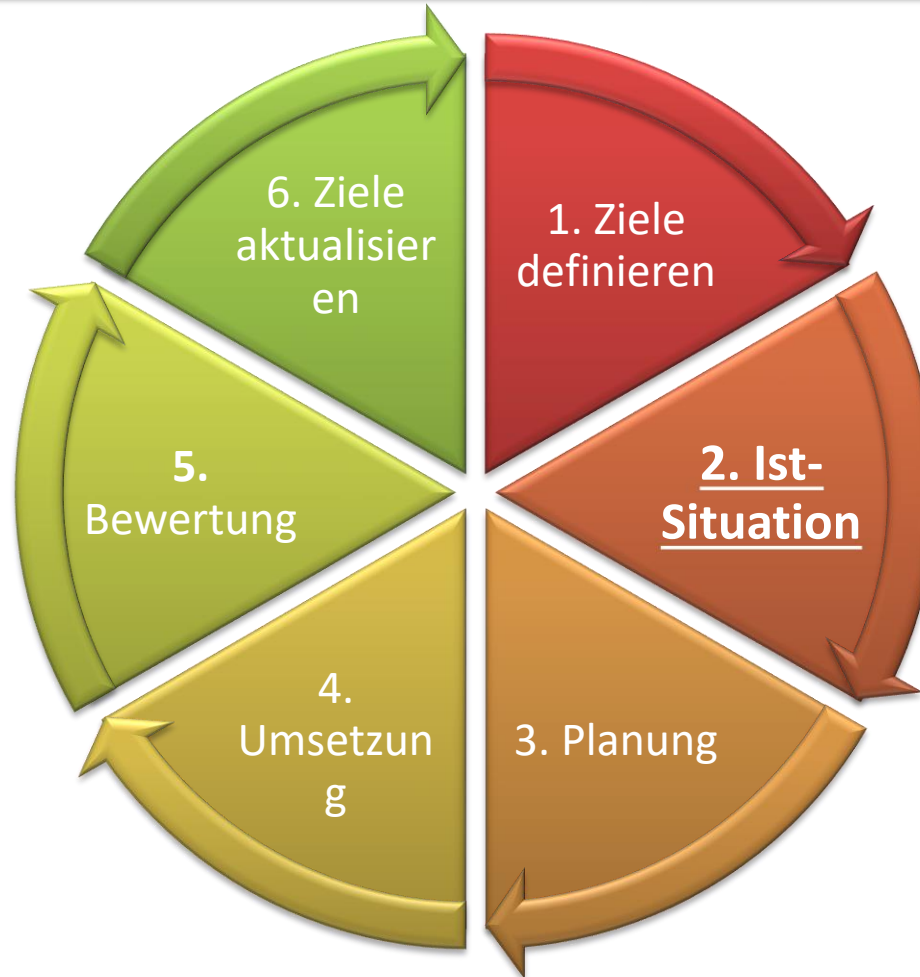 1. Ziele
definieren
2. Ist-
Situation
3. Planung
4.
Umsetzun
g
5.
Bewertung
6. Ziele
aktualisier
en